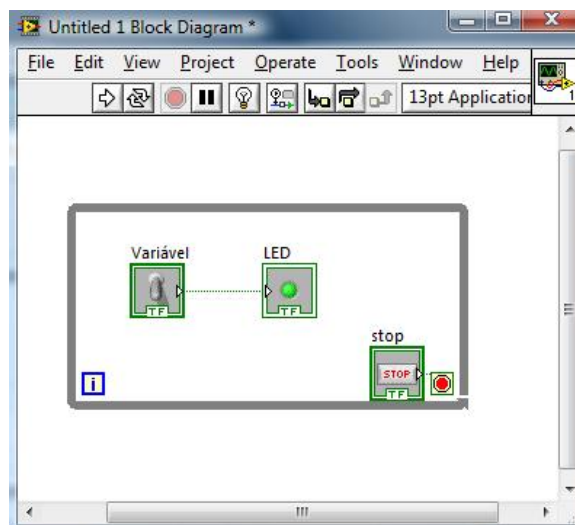 Untitled 1 Block Diagram *
File Edit View Project Operate Tools Window Help
13pt Application
1
Variável LED
TF TF
stop
STOP
TF
i